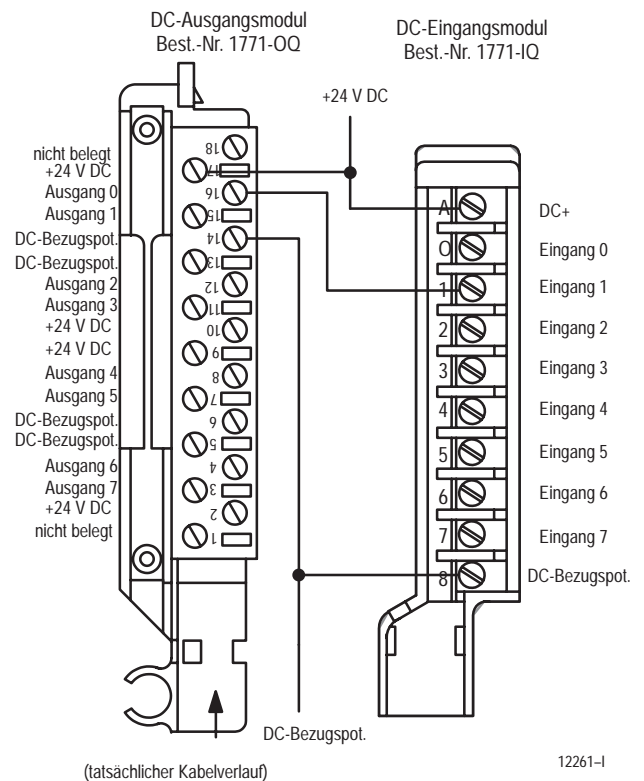 DC-Ausgangsmodul
Best.-Nr. 1771-OQ
DC-Eingangsmodul
Best.-Nr. 1771-IQ
+24 V DC
nicht belegt
+24 V DC
Ausgang 0
Ausgang 1
DC-Bezugspot.
DC-Bezugspot.
Ausgang 2
Ausgang 3
+24 V DC
+24 V DC
Ausgang 4
Ausgang 5
DC-Bezugspot.
DC-Bezugspot.
Ausgang 6
Ausgang 7
+24 V DC
nicht belegt
18
17
16
15
14
13
12
11
10
9
8
7
6
5
4
3
2
1
A DC+
0 Eingang 0
1 Eingang 1
2 Eingang 2
3 Eingang 3
4 Eingang 4
5 Eingang 5
6 Eingang 6
7 Eingang 7
8 DC-Bezugspot.
DC-Bezugspot.
(tatsächlicher Kabelverlauf)
12261–I